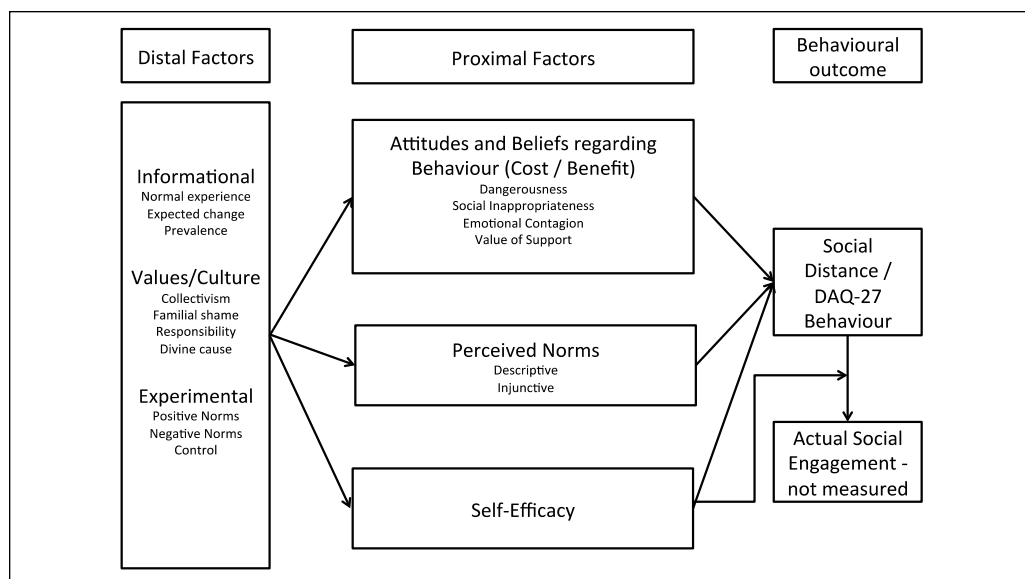 Distal Factors
Proximal Factors
Behavioural
outcome
Informational
Normal experience
Expected change
Prevalence
Values/Culture
Collectivism
Familial shame
Responsibility
Divine cause
Experimental
Positive Norms
Negative Norms
Control
Attitudes and Beliefs regarding
Behaviour (Cost / Benefit)
Dangerousness
Social Inappropriateness
Emotional Contagion
Value of Support
Perceived Norms
Descriptive
Injunctive
Self-Efficacy
Social
Distance /
DAQ-27
Behaviour
Actual Social
Engagement -
not measured